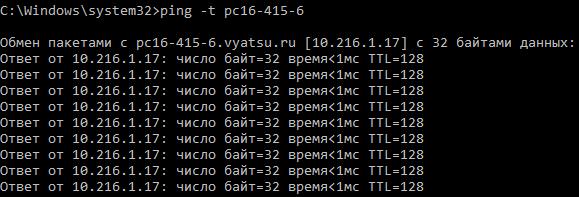 C:\Windows\system32>ping -t pc16-415-6
Обмен пакетами с pc16-415-6.vyatsu.ru [10.216.1.17] с 32 байтами данных:
Ответ от 10.216.1.17: число байт=32 время<1мс TTL=128
Ответ от 10.216.1.17: число байт=32 время<1мс TTL=128
Ответ от 10.216.1.17: число байт=32 время<1мс TTL=128
Ответ от 10.216.1.17: число байт=32 время<1мс TTL=128
Ответ от 10.216.1.17: число байт=32 время<1мс TTL=128
Ответ от 10.216.1.17: число байт=32 время<1мс TTL=128
Ответ от 10.216.1.17: число байт=32 время<1мс TTL=128
Ответ от 10.216.1.17: число байт=32 время<1мс TTL=128
Ответ от 10.216.1.17: число байт=32 время<1мс TTL=128